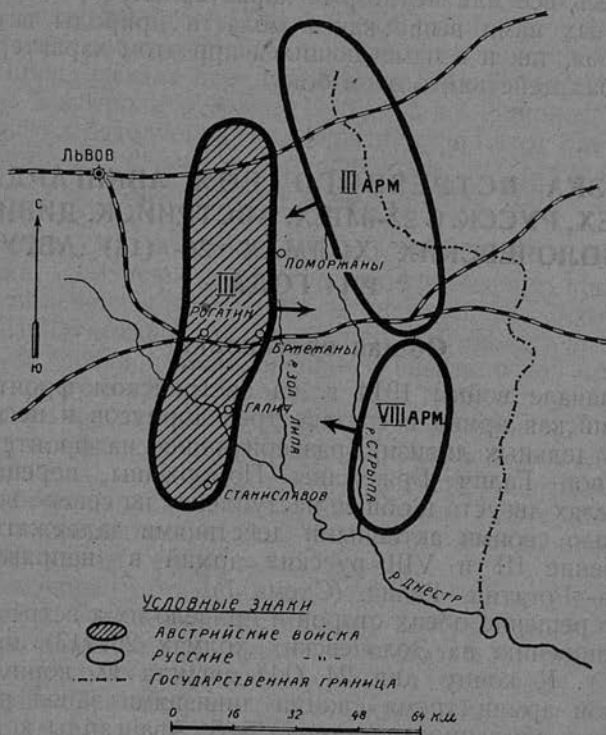 ЛЬВОВ
III АРМ
С
ПОМОРЖАНЫ
III
РОГАТИН
БРЖЕЖАНЫ
Ю
Р. ЗОЛ. ЛИПА
ГАЛИЧ
VIII АРМ.
Р. СТРЫПА
СТАНИСЛАВОВ
Р. ДНЕСТР
УСЛОВНЫЕ ЗНАКИ
АВСТРИЙСКИЕ ВОЙСКА
РУССКИЕ – " –
ГОСУДАРСТВЕННАЯ ГРАНИЦА
0 16 32 48 64 км